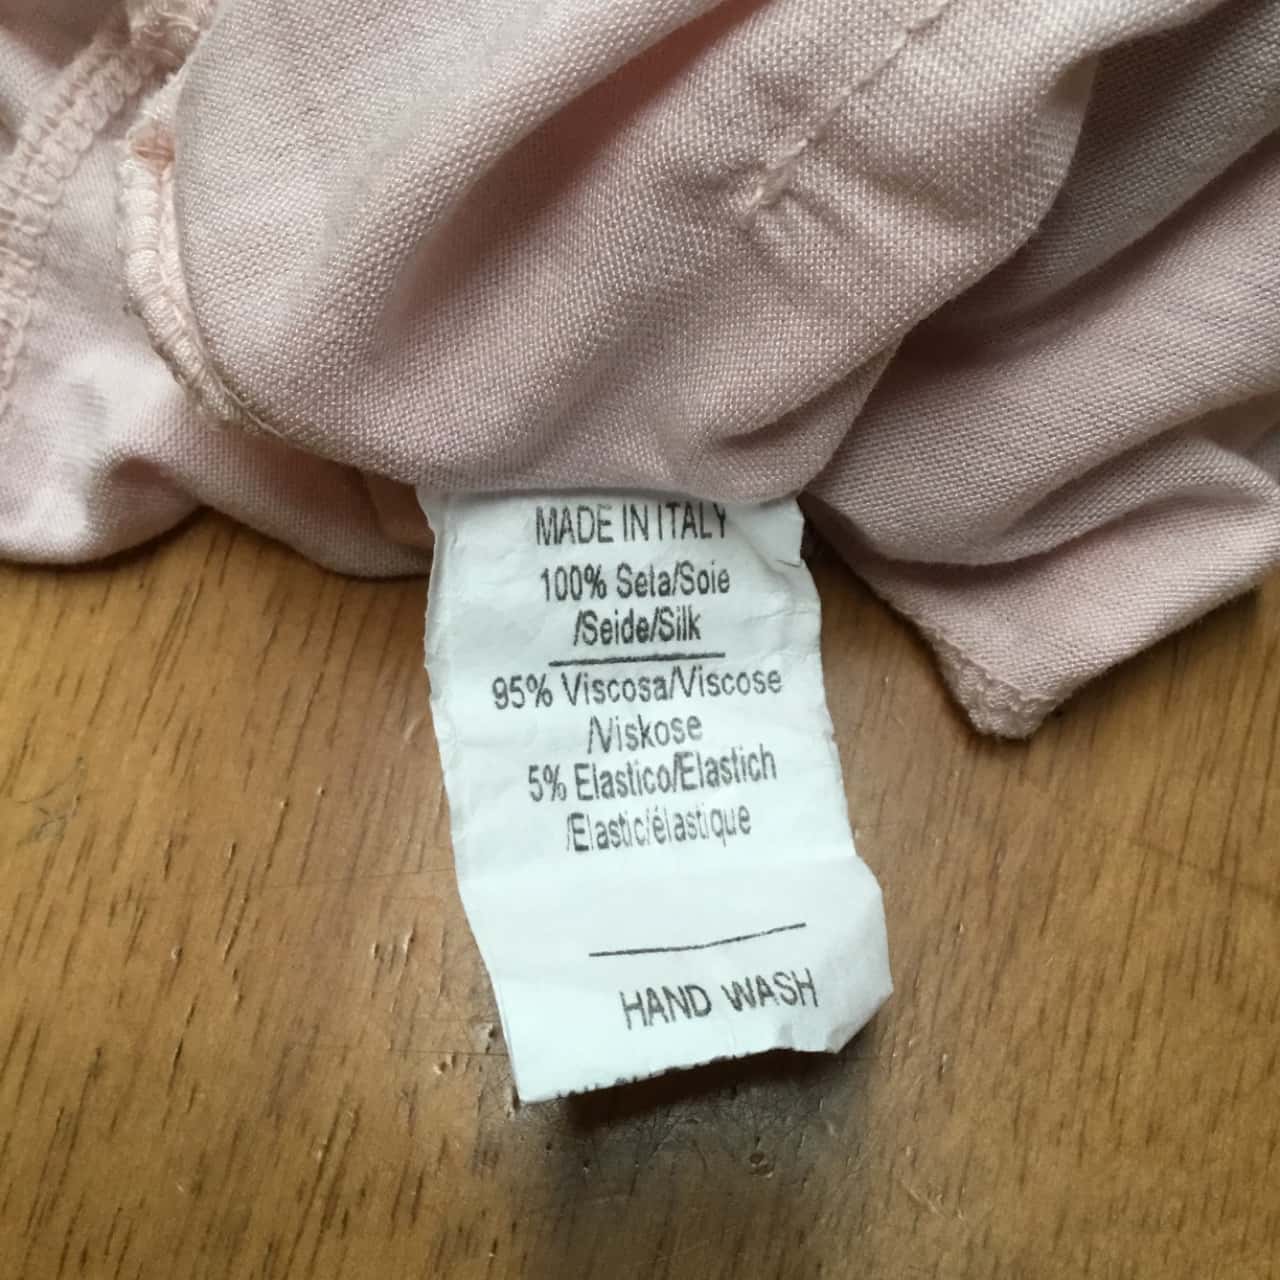 MADE IN ITALY
100% Seta/Soie
/Seide/Silk
95% Viscosa/Viscose
/Viskose
5% Elastico/Elastich
/Elastic/élastique
HAND WASH